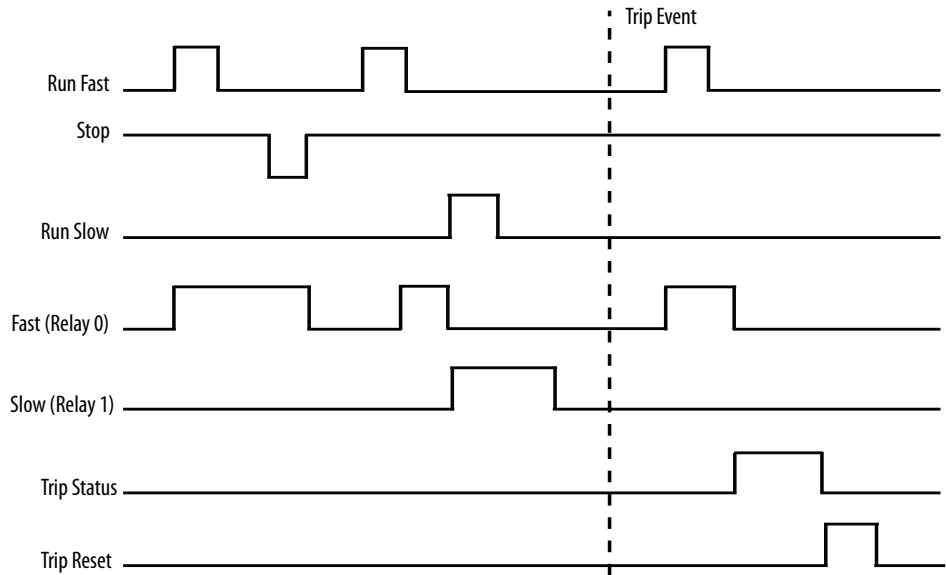 Trip Event
Run Fast
Stop
Run Slow
Fast (Relay 0)
Slow (Relay 1)
Trip Status
Trip Reset